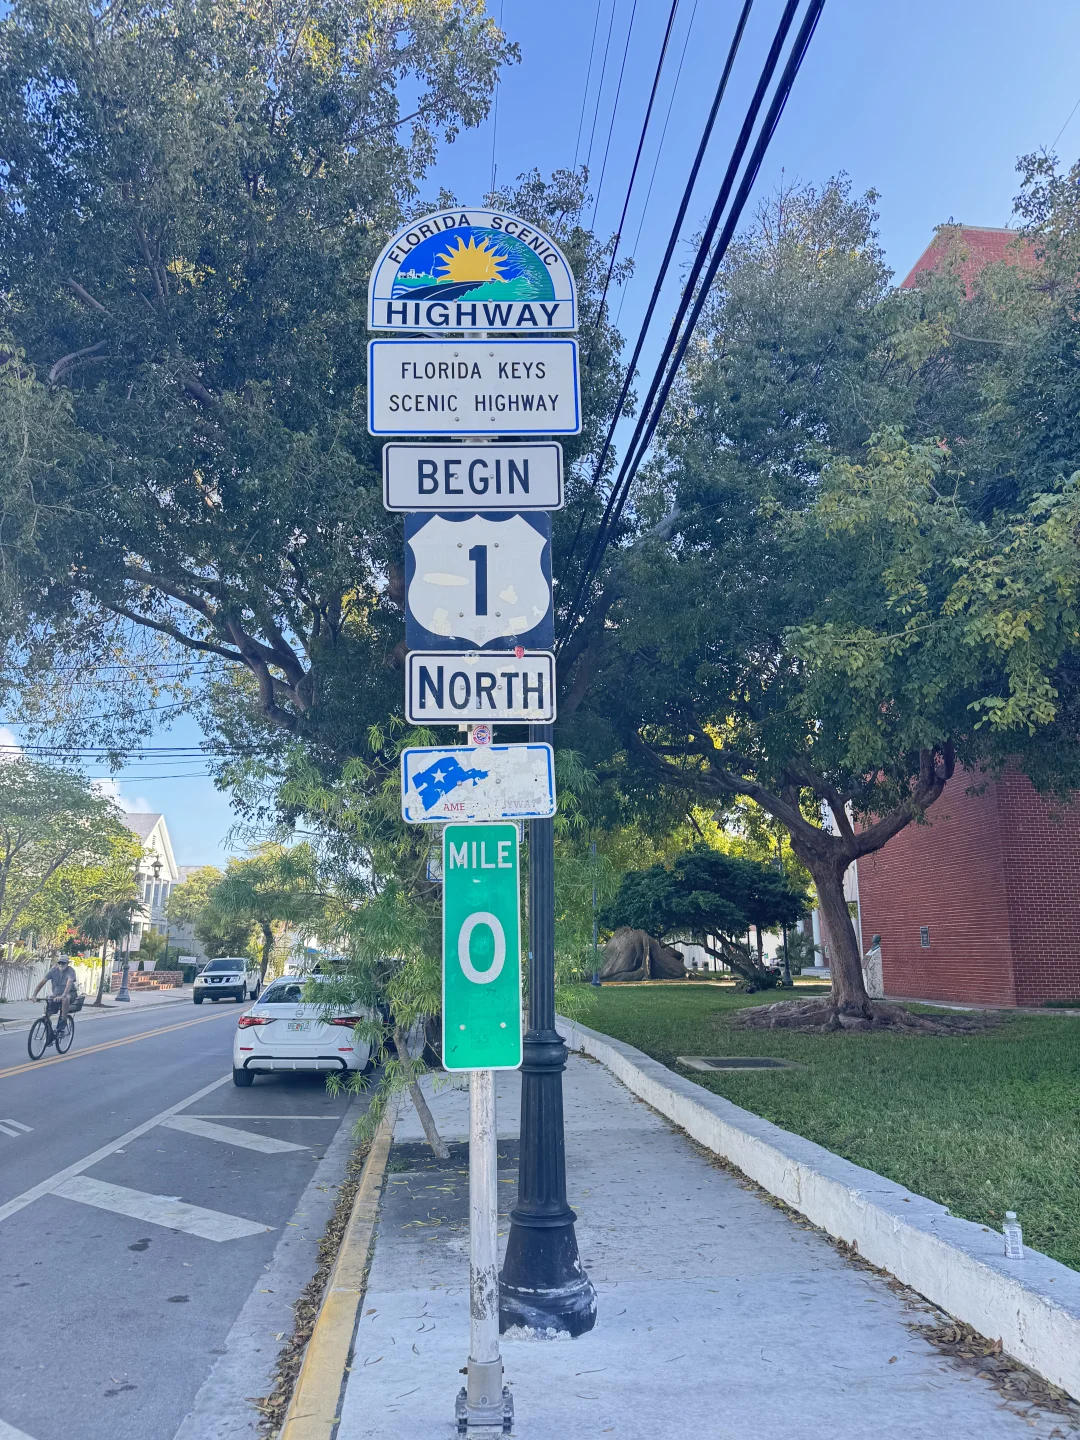 FLORIDA SCENIC
HIGHWAY
FLORIDA KEYS
SCENIC HIGHWAY
BEGIN
1
NORTH
MILE
0